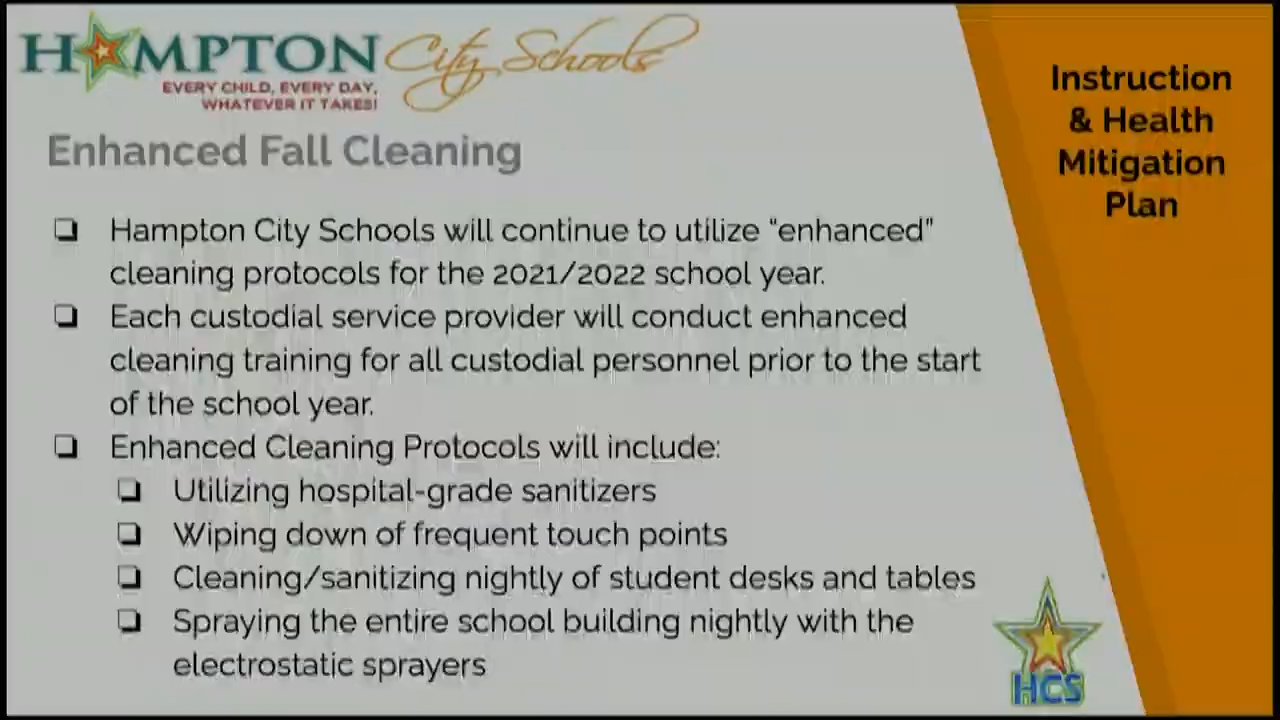 HAMPTON City Schools
EVERY CHILD, EVERY DAY,
WHATEVER IT TAKES!
Enhanced Fall Cleaning
Instruction
& Health
Mitigation
Plan
❏ Hampton City Schools will continue to utilize “enhanced”
cleaning protocols for the 2021/2022 school year.
❏ Each custodial service provider will conduct enhanced
cleaning training for all custodial personnel prior to the start
of the school year.
❏ Enhanced Cleaning Protocols will include:
❏ Utilizing hospital-grade sanitizers
❏ Wiping down of frequent touch points
❏ Cleaning/sanitizing nightly of student desks and tables
❏ Spraying the entire school building nightly with the
electrostatic sprayers
HCS